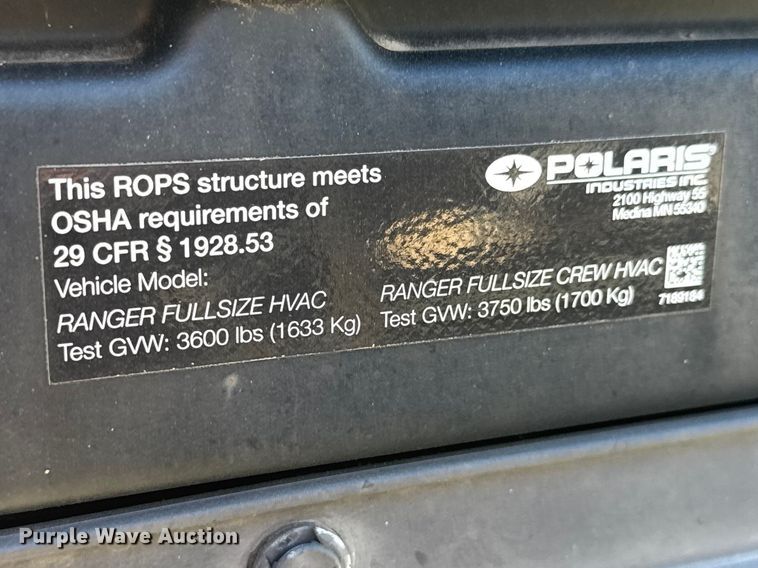 This ROPS structure meets
OSHA requirements of
29 CFR § 1928.53
Vehicle Model:
RANGER FULLSIZE HVAC
Test GVW: 3600 lbs (1633 Kg)
POLARIS
INDUSTRIES INC
2100 Highway 55
Medina MN 55340
RANGER FULLSIZE CREW HVAC
Test GVW: 3750 lbs (1700 Kg)
7183184
Purple Wave Auction